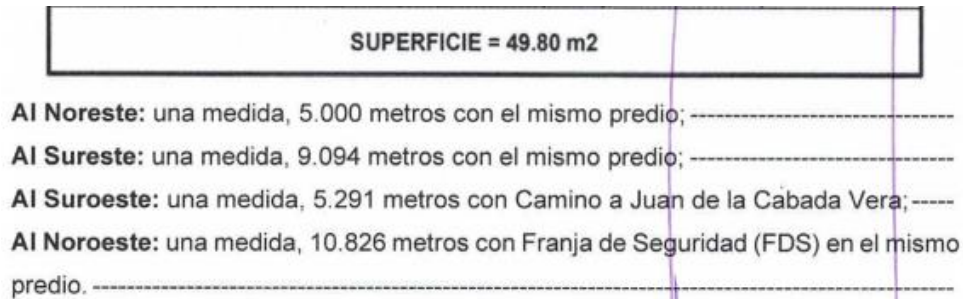 SUPERFICIE = 49.80 m2
Al Noreste: una medida, 5.000 metros con el mismo predio; ------------------------------
Al Sureste: una medida, 9.094 metros con el mismo predio; ------------------------------
Al Suroeste: una medida, 5.291 metros con Camino a Juan de la Cabada Vera;-----
Al Noroeste: una medida, 10.826 metros con Franja de Seguridad (FDS) en el mismo
predio. --------------------------------------------------------------------------------------------------